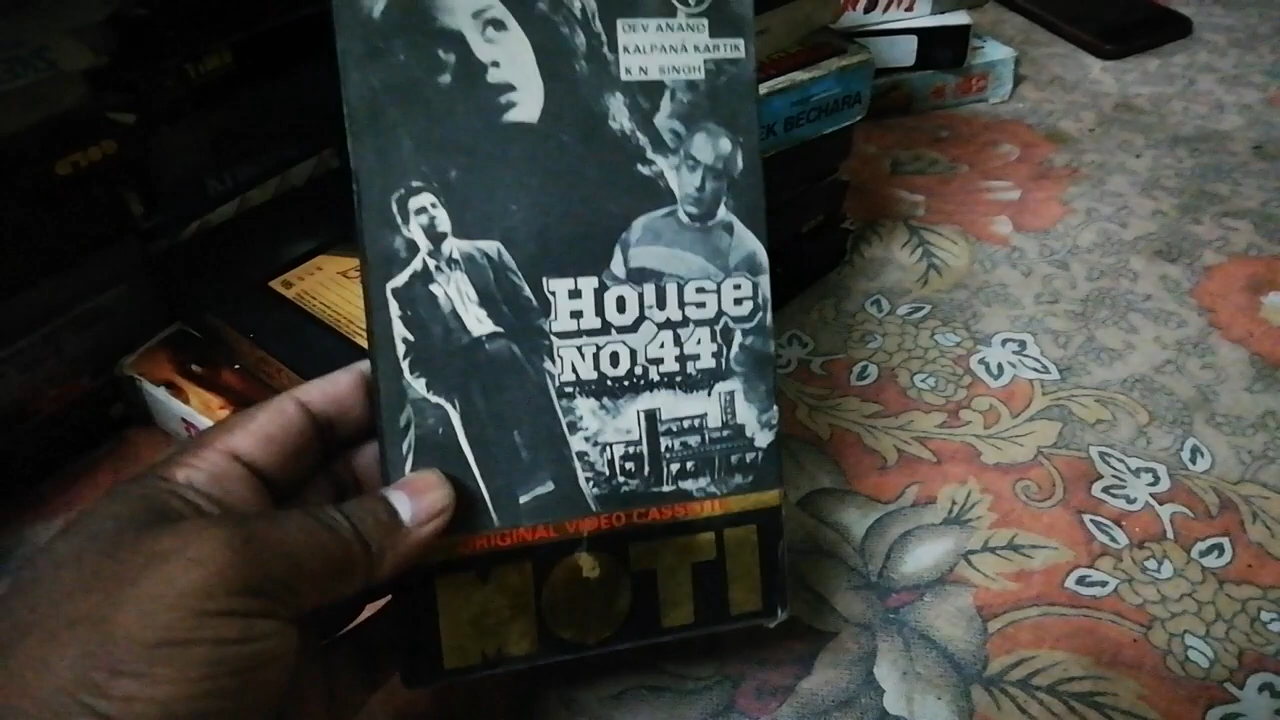 DEV ANAND
KALPANA KARTIK
K.N. SINGH
EK BECHARA
House
NO.44
ORIGINAL VIDEO CASSETTE
MOTI